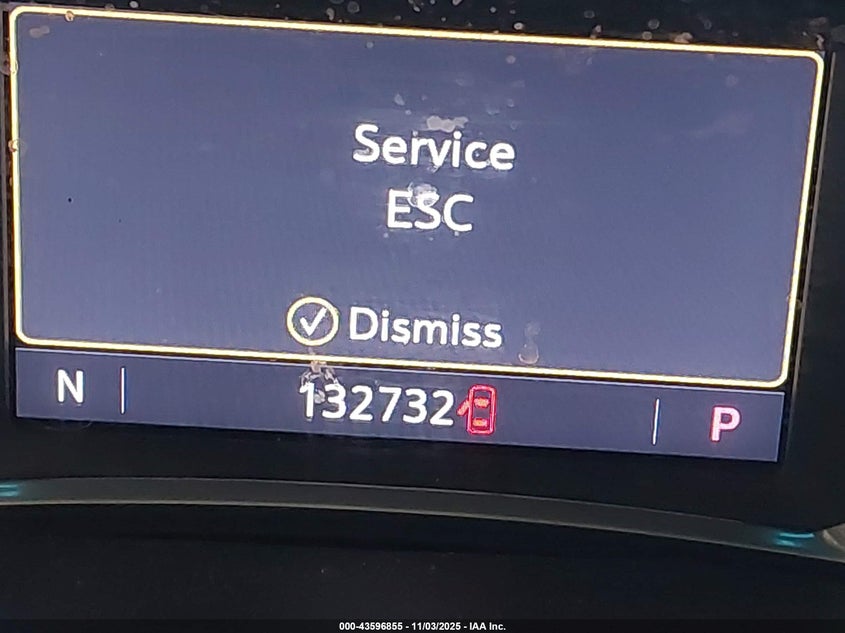 Service
ESC
Dismiss
N 132732 P
000-43596855 - 11/03/2025 - IAA Inc.